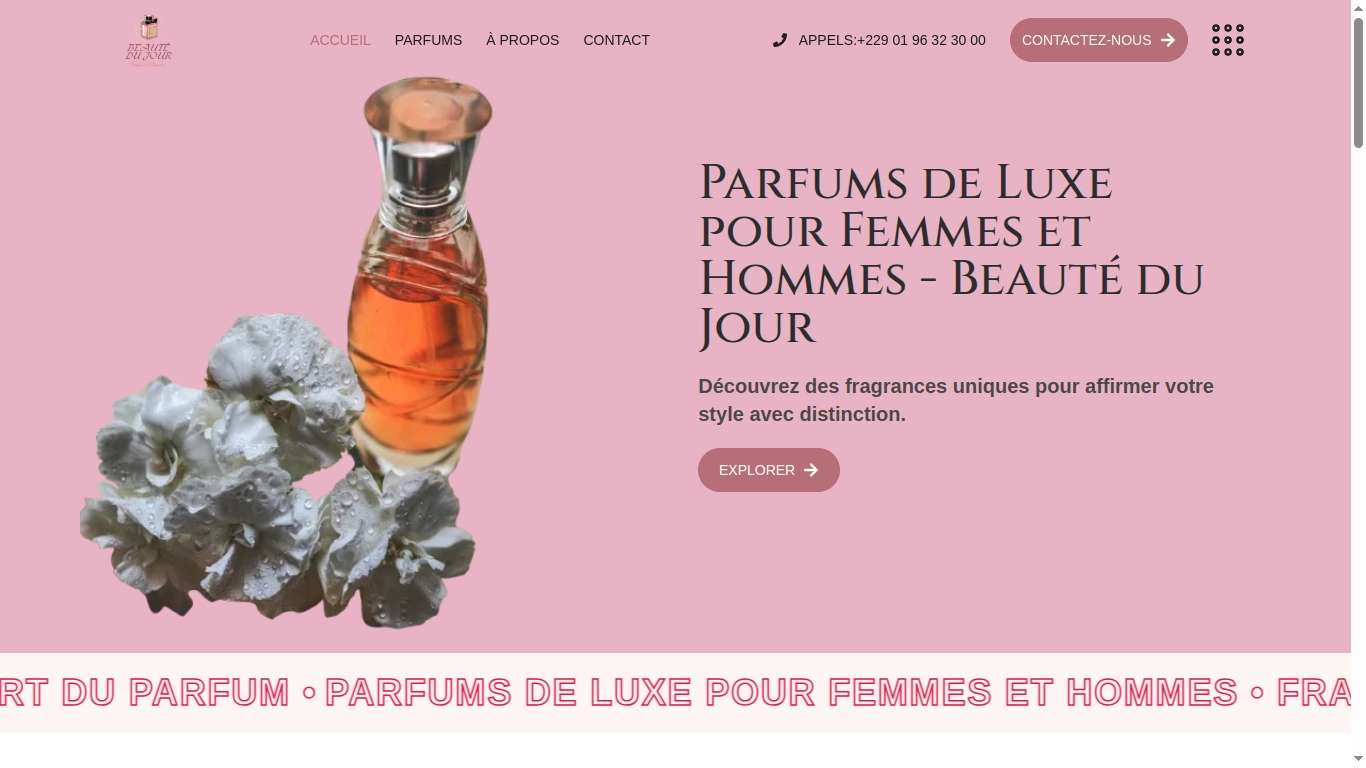 BEAUTÉ
DU JOUR
ACCUEIL
PARFUMS
À PROPOS
CONTACT
APPELS:+229 01 96 32 30 00
CONTACTEZ-NOUS
Parfums de Luxe
pour Femmes et
Hommes - Beauté du
Jour
Découvrez des fragrances uniques pour affirmer votre
style avec distinction.
EXPLORER
RT DU PARFUM • PARFUMS DE LUXE POUR FEMMES ET HOMMES • FRA